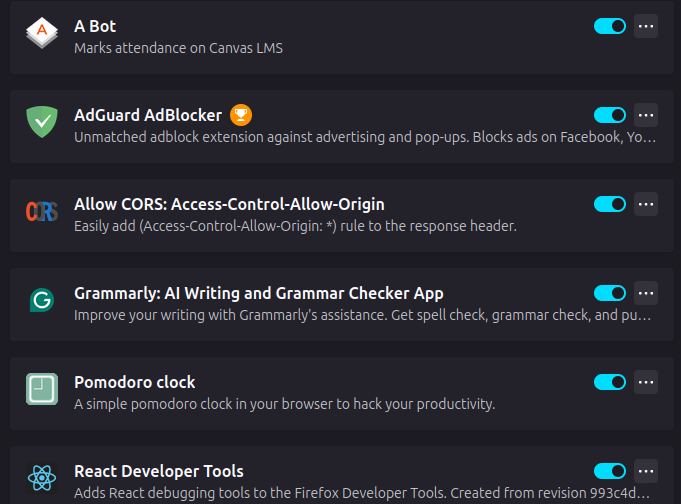 A Bot
Marks attendance on Canvas LMS
AdGuard AdBlocker
Unmatched adblock extension against advertising and pop-ups. Blocks ads on Facebook, Yo…
CORS
Allow CORS: Access-Control-Allow-Origin
Easily add (Access-Control-Allow-Origin: *) rule to the response header.
Grammarly: AI Writing and Grammar Checker App
Improve your writing with Grammarly's assistance. Get spell check, grammar check, and pu…
Pomodoro clock
A simple pomodoro clock in your browser to hack your productivity.
React Developer Tools
Adds React debugging tools to the Firefox Developer Tools. Created from revision 993c4d…